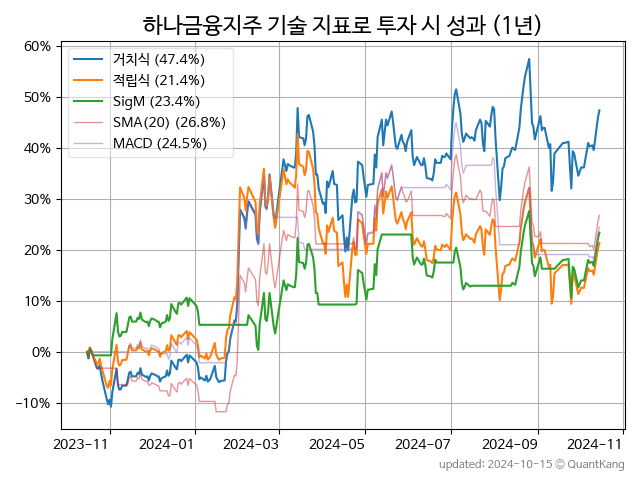 하나금융지주 기술 지표로 투자 시 성과 (1년)
60%
50%
40%
30%
20%
10%
0%
−10%
거치식 (47.4%)
적립식 (21.4%)
SigM (23.4%)
SMA(20) (26.8%)
MACD (24.5%)
2023-11 2024-01 2024-03 2024-05 2024-07 2024-09 2024-11
updated: 2024-10-15 © QuantKang